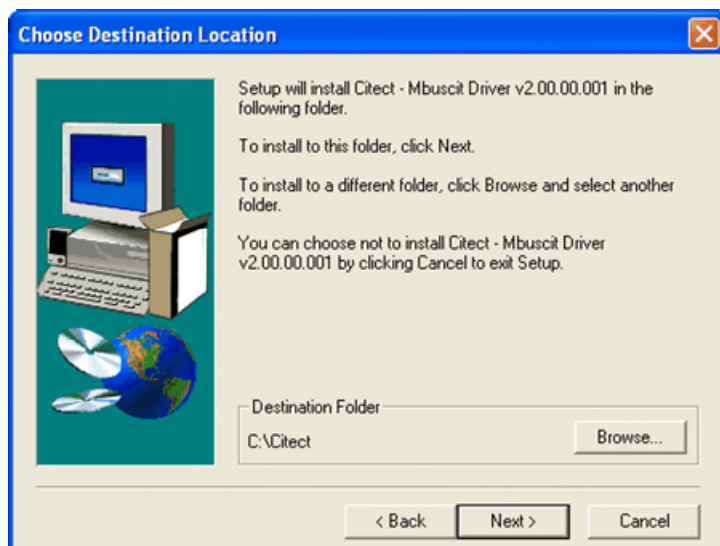 Choose Destination Location
Setup will install Citect - Mbuscit Driver v2.00.00.001 in the
following folder.
To install to this folder, click Next.
To install to a different folder, click Browse and select another
folder.
You can choose not to install Citect - Mbuscit Driver
v2.00.00.001 by clicking Cancel to exit Setup.
Destination Folder
C:\Citect
Browse...
< Back
Next >
Cancel